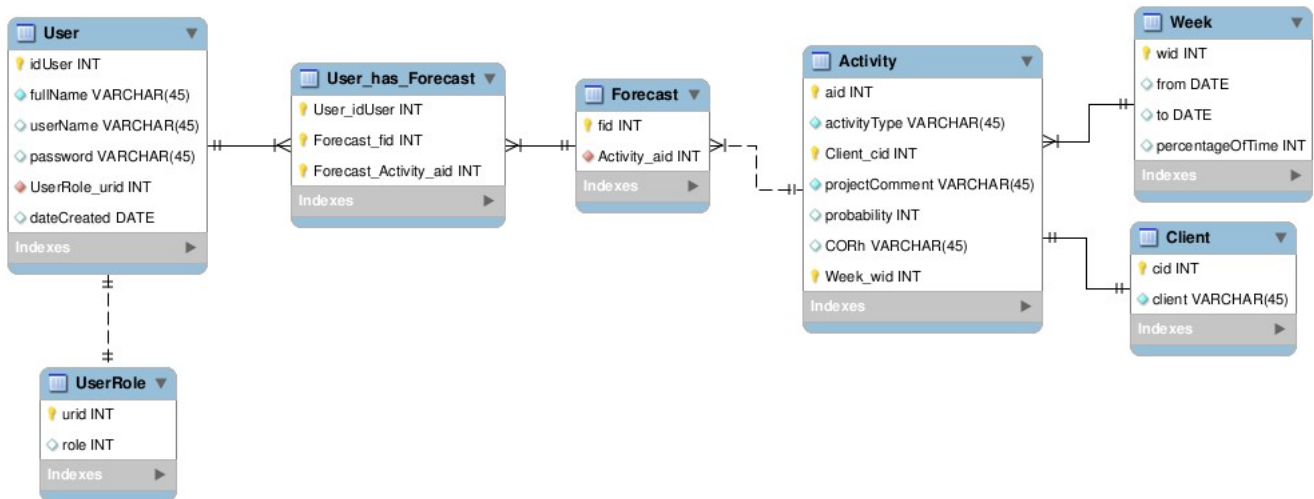 User
idUser INT
fullName VARCHAR(45)
userName VARCHAR(45)
password VARCHAR(45)
UserRole_urid INT
dateCreated DATE
Indexes
User_has_Forecast
User_idUser INT
Forecast_fid INT
Forecast_Activity_aid INT
Indexes
Forecast
fid INT
Activity_aid INT
Indexes
Activity
aid INT
activityType VARCHAR(45)
Client_cid INT
projectComment VARCHAR(45)
probability INT
CORh VARCHAR(45)
Week_wid INT
Indexes
Week
wid INT
from DATE
to DATE
percentageOfTime INT
Indexes
Client
cid INT
client VARCHAR(45)
Indexes
UserRole
urid INT
role INT
Indexes